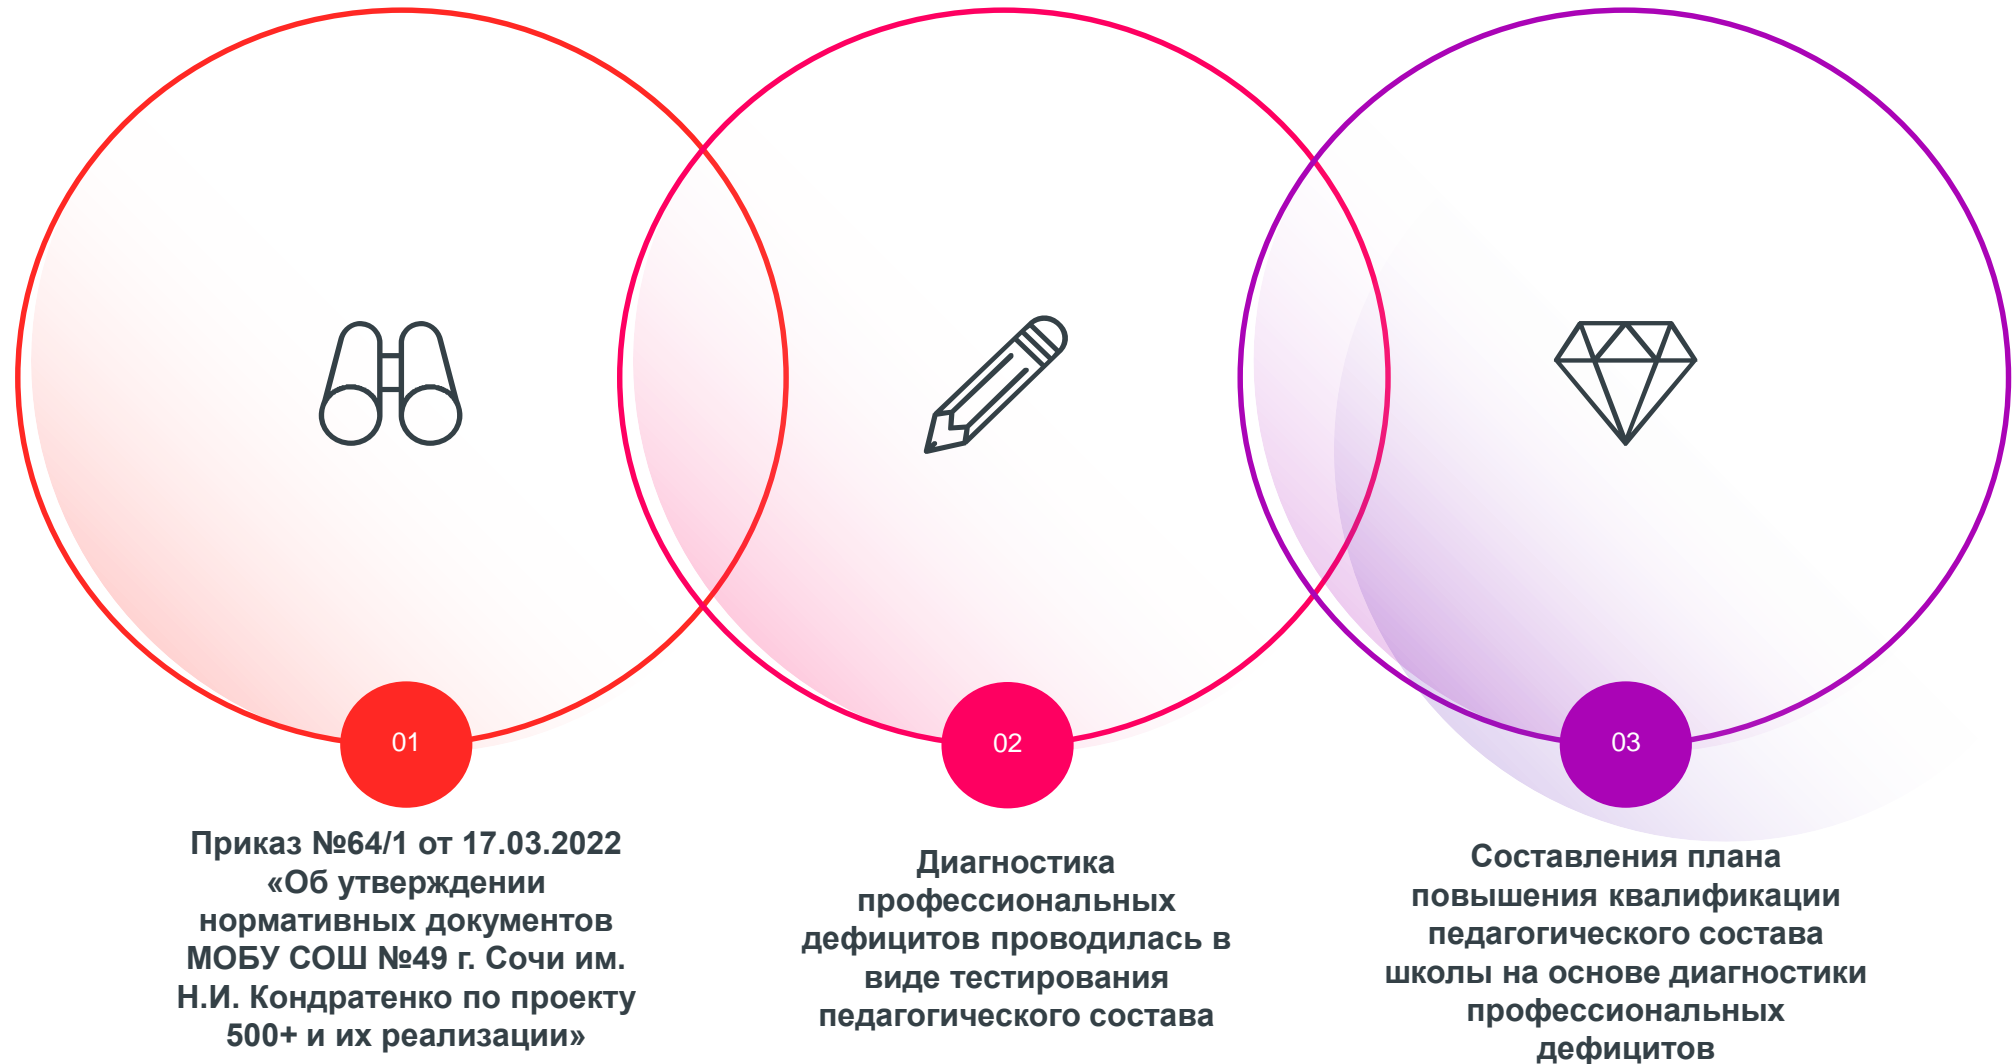 01
Приказ №64/1 от 17.03.2022
«Об утверждении
нормативных документов
МОБУ СОШ №49 г. Сочи им.
Н.И. Кондратенко по проекту
500+ и их реализации»
02
Диагностика
профессиональных
дефицитов проводилась в
виде тестирования
педагогического состава
03
Составления плана
повышения квалификации
педагогического состава
школы на основе диагностики
профессиональных
дефицитов